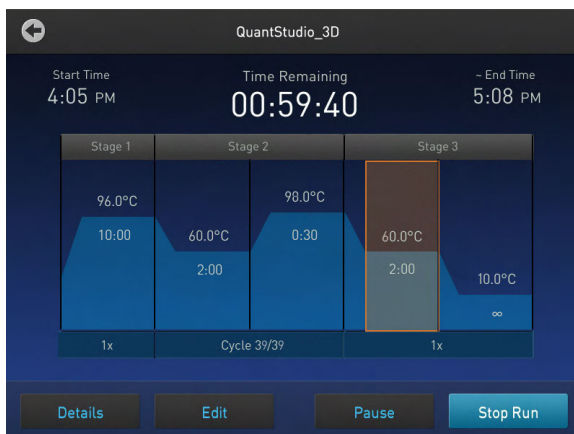 QuantStudio_3D
Start Time
4:05 PM
Time Remaining
00:59:40
~ End Time
5:08 PM
Stage 1
Stage 2
Stage 3
96.0°C
10:00
60.0°C
2:00
98.0°C
0:30
60.0°C
2:00
10.0°C
∞
1x
Cycle 39/39
1x
Details
Edit
Pause
Stop Run